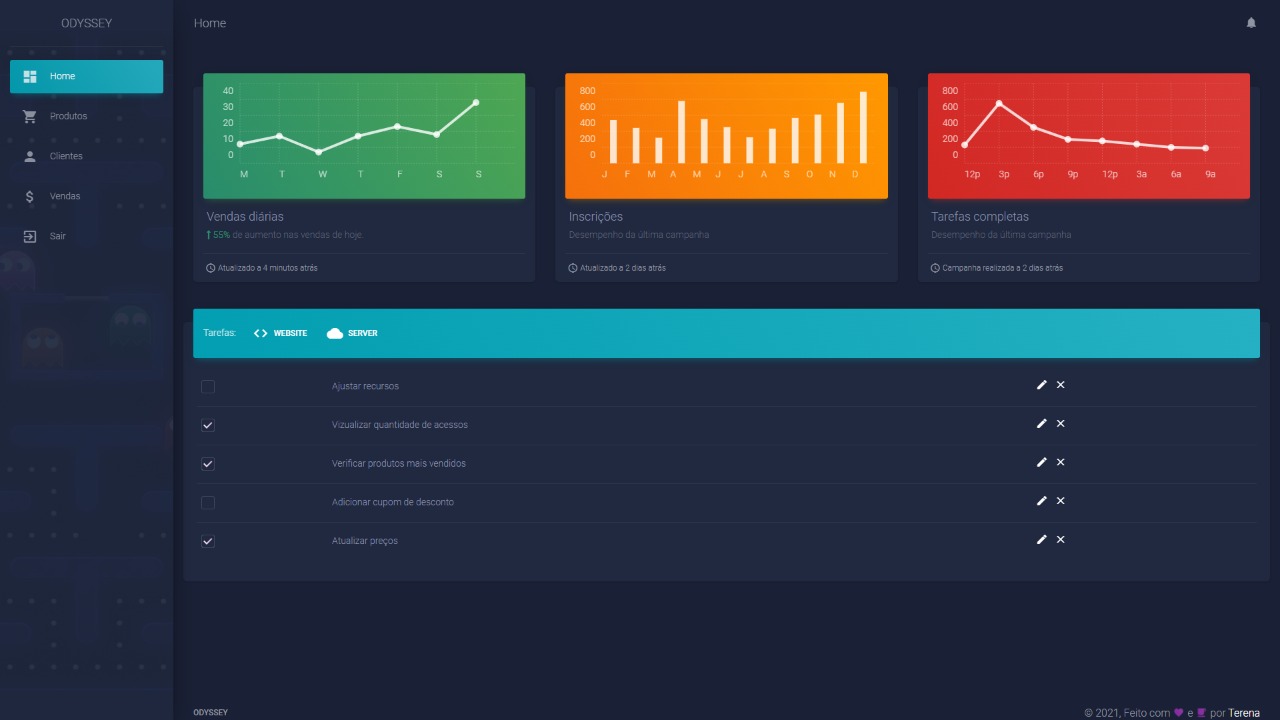 ODYSSEY
Home
Home
Produtos
Clientes
Vendas
Sair
40
30
20
10
0
M T W T F S S
Vendas diárias
55% de aumento nas vendas de hoje.
Atualizado a 4 minutos atrás
800
600
400
200
0
J F M A M J J A S O N D
Inscrições
Desempenho da última campanha
Atualizado a 2 dias atrás
800
600
400
200
0
12p 3p 6p 9p 12p 3a 6a 9a
Tarefas completas
Desempenho da última campanha
Campanha realizada a 2 dias atrás
Tarefas: WEBSITE SERVER
Ajustar recursos
Vizualizar quantidade de acessos
Verificar produtos mais vendidos
Adicionar cupom de desconto
Atualizar preços
ODYSSEY
© 2021, Feito com e por Terena